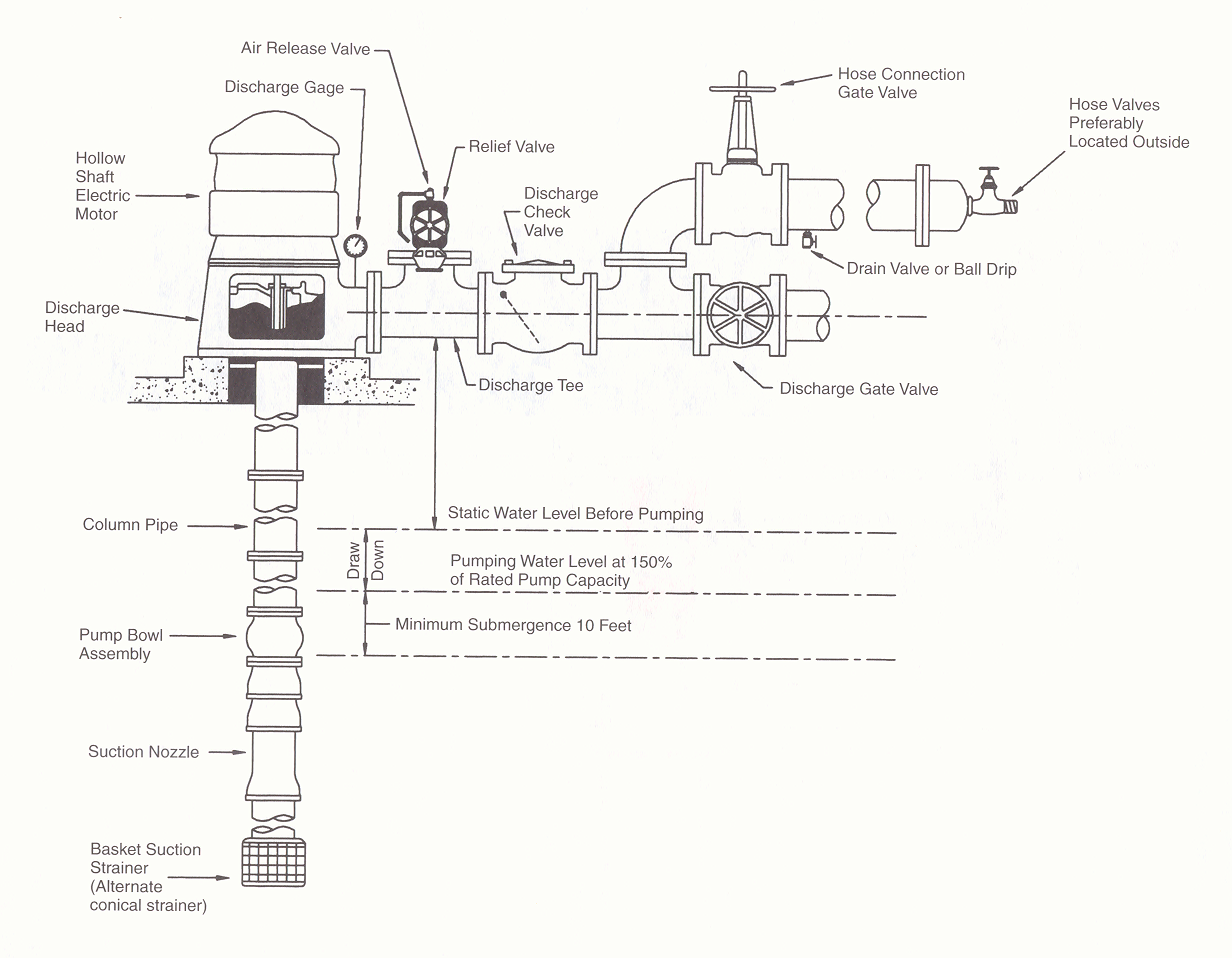 Air Release Valve
Discharge Gage
Hose Connection
Gate Valve
Hose Valves
Preferably
Located Outside
Relief Valve
Hollow
Shaft
Electric
Motor
Discharge
Check
Valve
Drain Valve or Ball Drip
Discharge
Head
Discharge Tee
Discharge Gate Valve
Static Water Level Before Pumping
Column Pipe
Draw
Down
Pumping Water Level at 150%
of Rated Pump Capacity
Minimum Submergence 10 Feet
Pump Bowl
Assembly
Suction Nozzle
Basket Suction
Strainer
(Alternate
conical strainer)